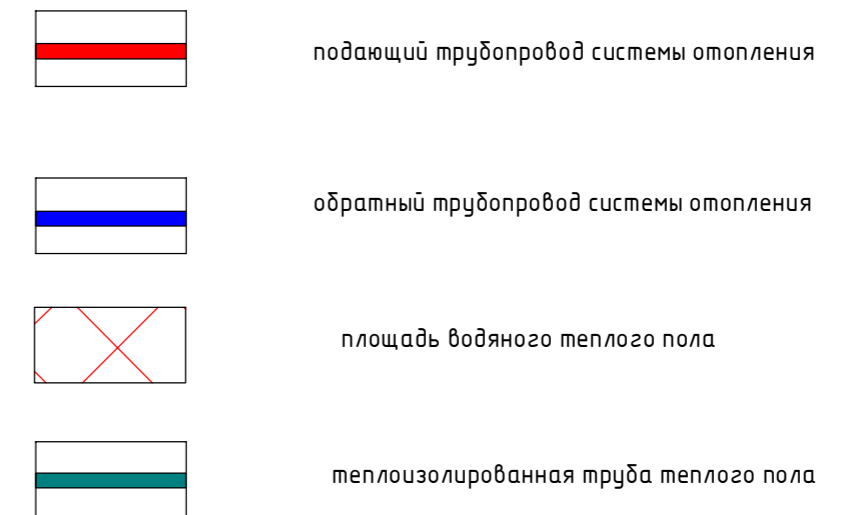 подающий трубопровод системы отопления
обратный трубопровод системы отопления
площадь водяного теплого пола
теплоизолированная труба теплого пола